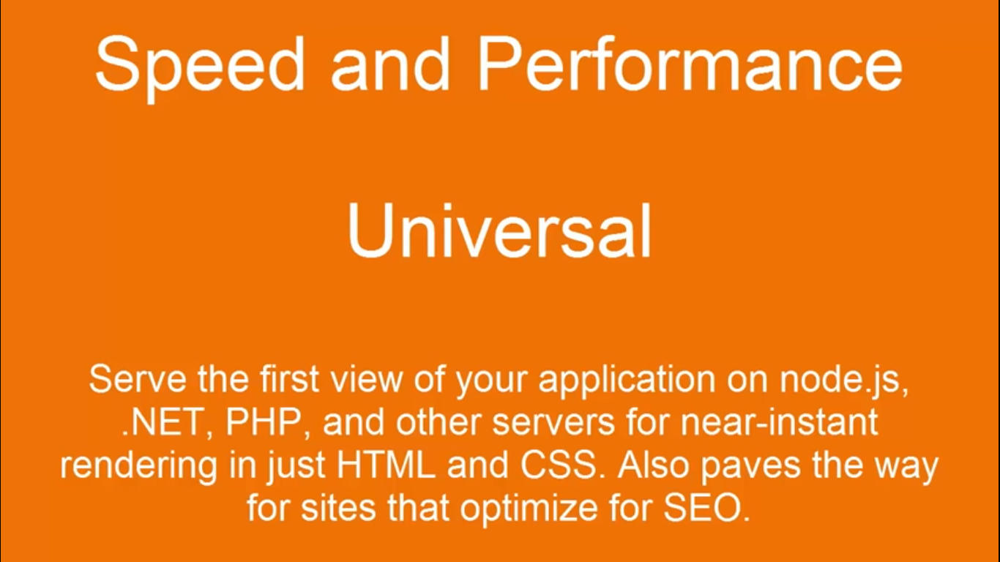 Speed and Performance
Universal
Serve the first view of your application on node.js,
.NET, PHP, and other servers for near-instant
rendering in just HTML and CSS. Also paves the way
for sites that optimize for SEO.